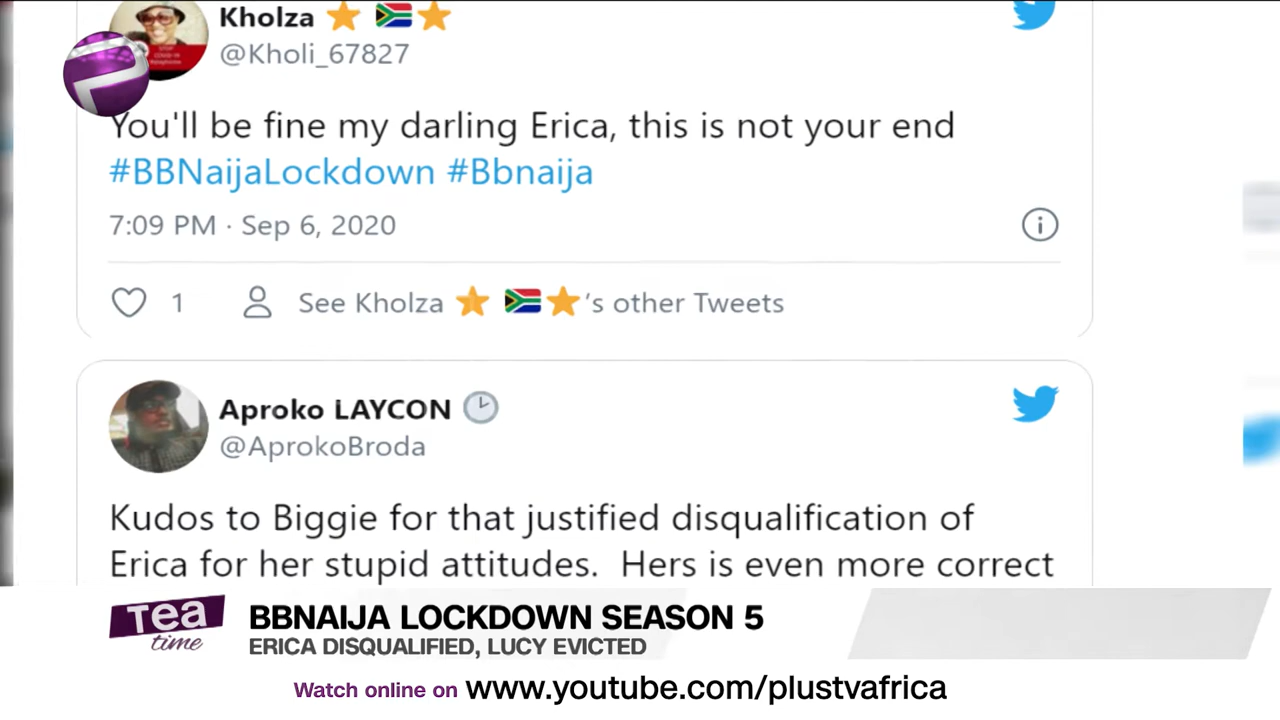 Kholza
@Kholi_67827
You'll be fine my darling Erica, this is not your end
#BBNaijaLockdown #Bbnaija
7:09 PM · Sep 6, 2020
1
See Kholza 's other Tweets
Aproko LAYCON
@AprokoBroda
Kudos to Biggie for that justified disqualification of
Erica for her stupid attitudes. Hers is even more correct
Tea
time
BBNAIJA LOCKDOWN SEASON 5
ERICA DISQUALIFIED, LUCY EVICTED
Watch online on www.youtube.com/plustvafrica